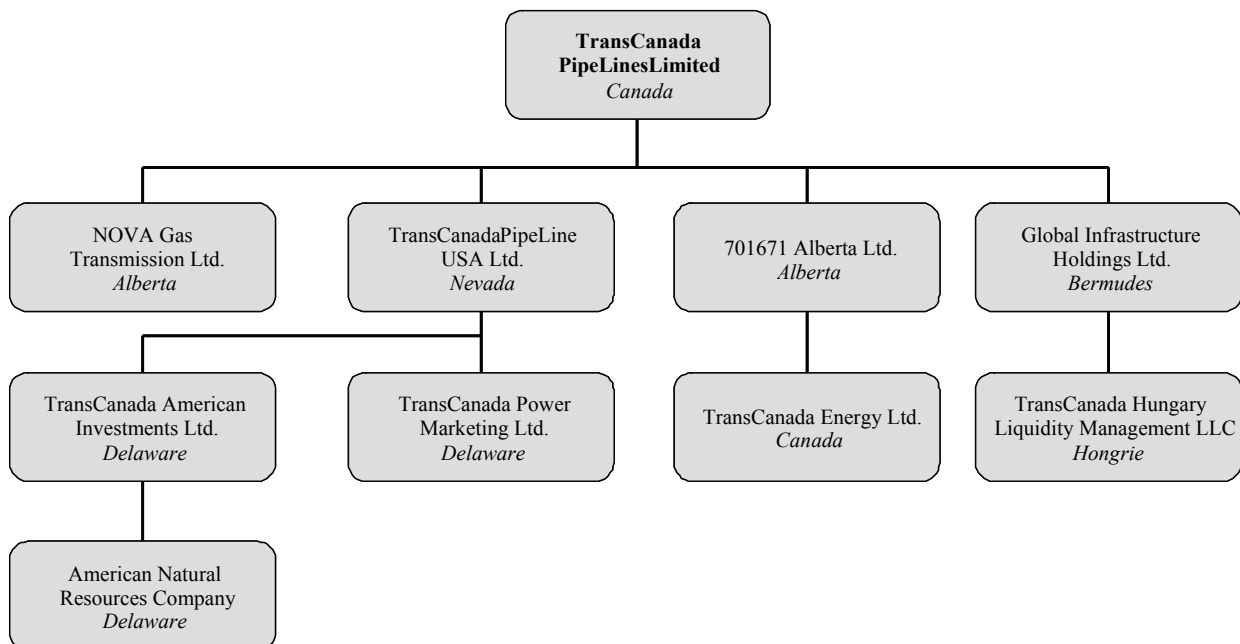 TransCanada
PipeLinesLimited
Canada
NOVA Gas
Transmission Ltd.
Alberta
TransCanadaPipeLine
USA Ltd.
Nevada
701671 Alberta Ltd.
Alberta
Global Infrastructure
Holdings Ltd.
Bermudes
TransCanada American
Investments Ltd.
Delaware
TransCanada Power
Marketing Ltd.
Delaware
TransCanada Energy Ltd.
Canada
TransCanada Hungary
Liquidity Management LLC
Hongrie
American Natural
Resources Company
Delaware